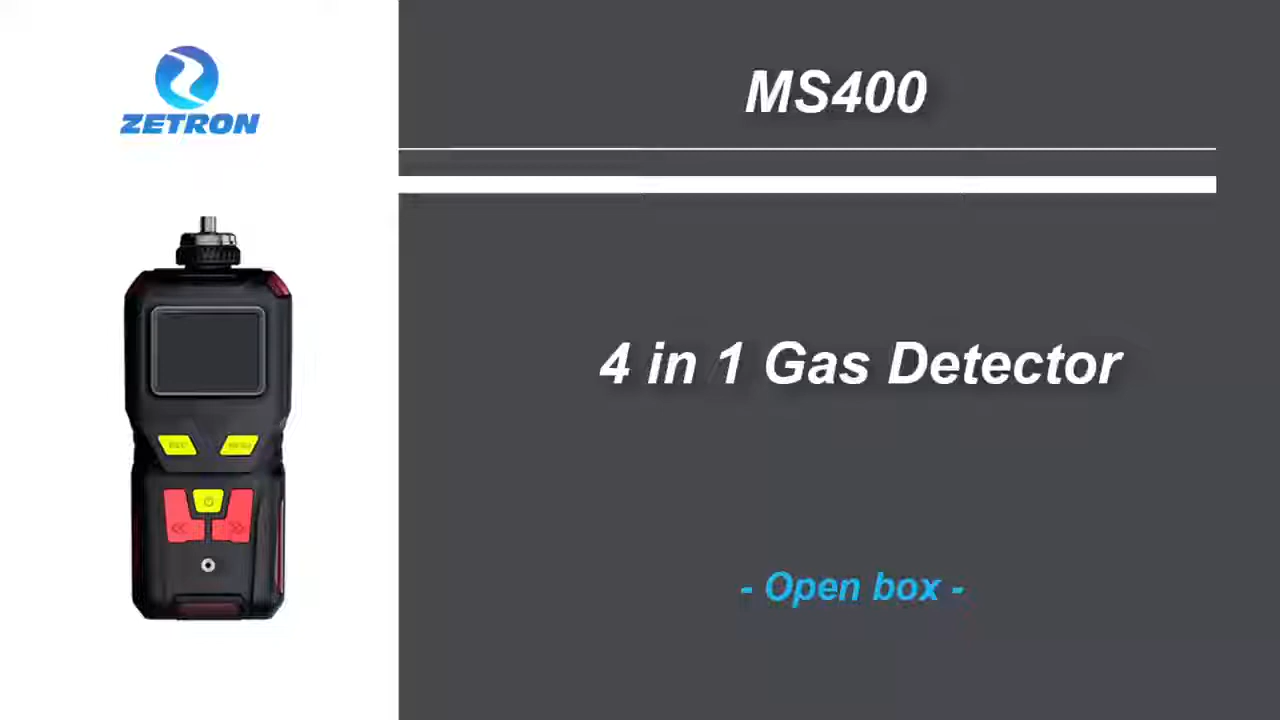 ZETRON
MS400
4 in 1 Gas Detector
- Open box -